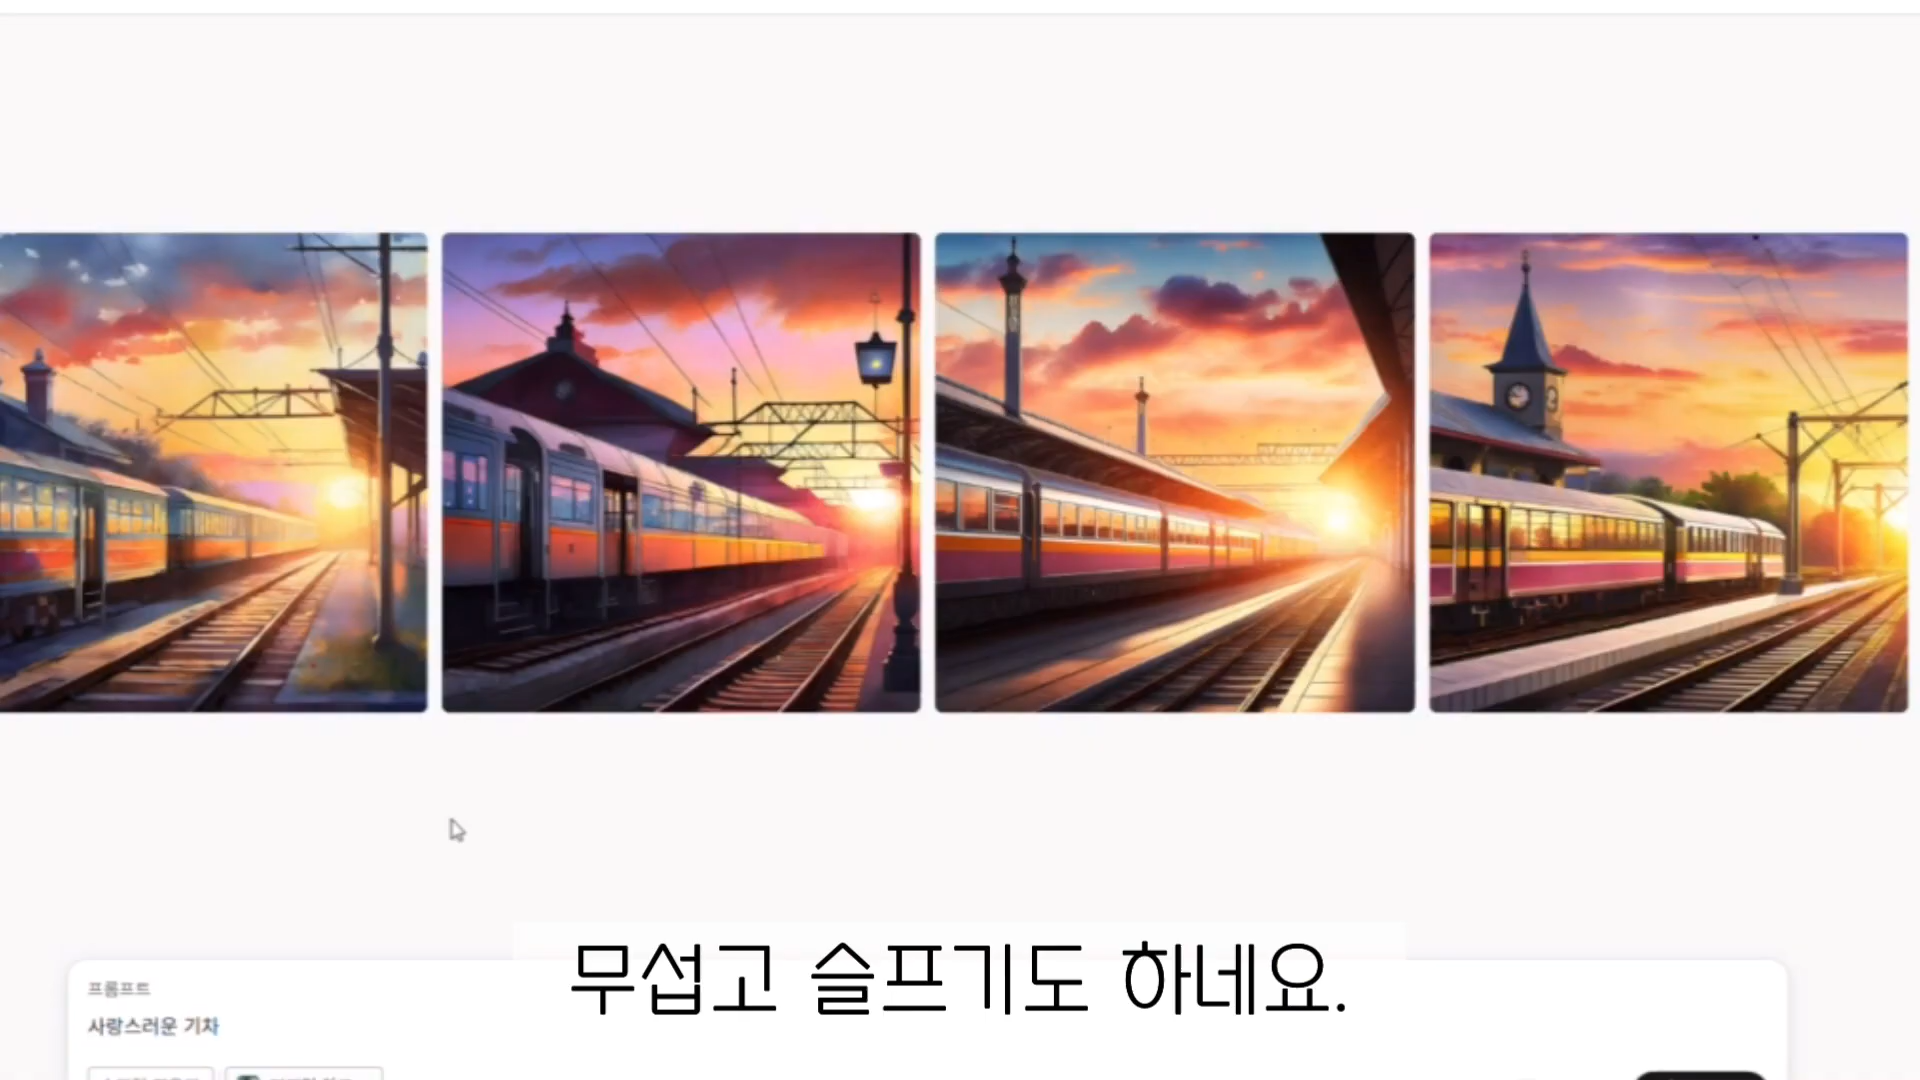 무섭고 슬프기도 하네요.
프롬프트
사랑스러운 기차